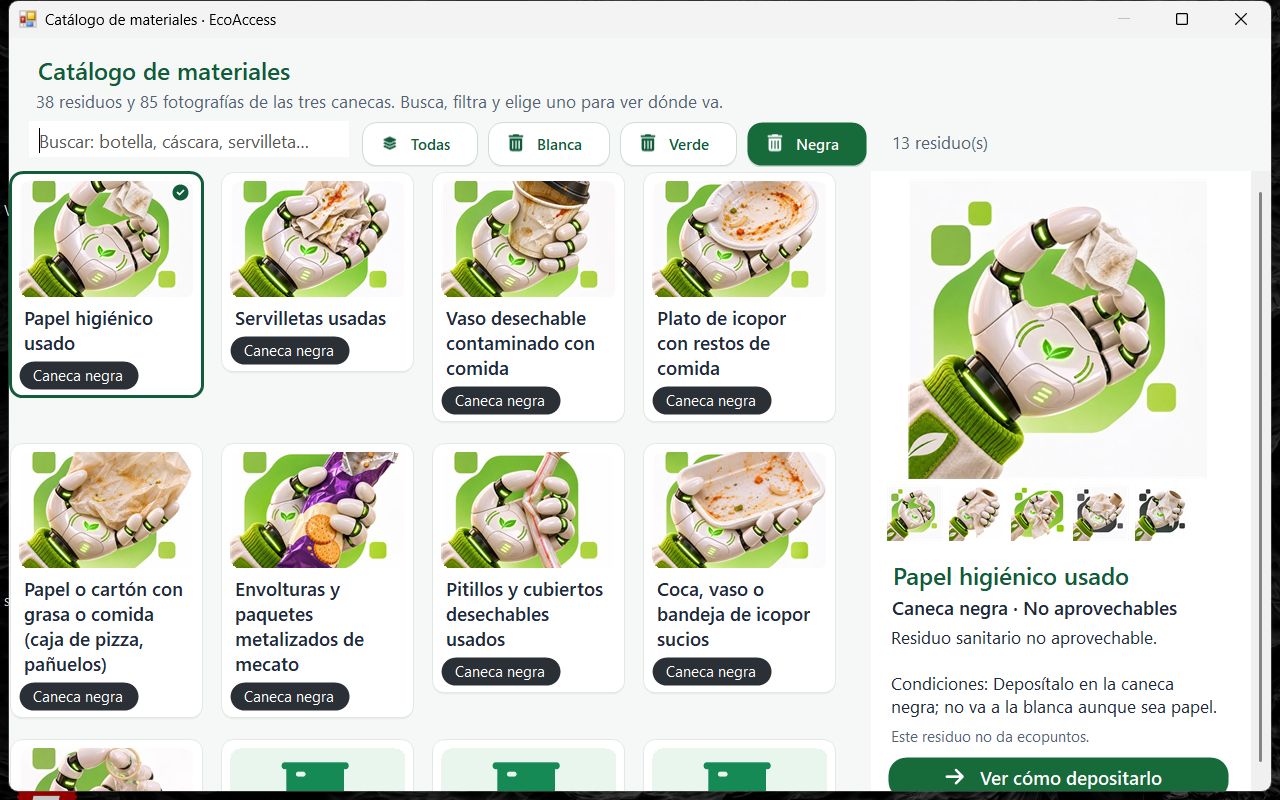 Catálogo de materiales · EcoAccess
Catálogo de materiales
38 residuos y 85 fotografías de las tres canecas. Busca, filtra y elige uno para ver dónde va.
Buscar: botella, cáscara, servilleta...
Todas
Blanca
Verde
Negra
13 residuo(s)
Papel higiénico
usado
Caneca negra
Servilletas usadas
Caneca negra
Vaso desechable
contaminado con
comida
Caneca negra
Plato de icopor
con restos de
comida
Caneca negra
Papel o cartón con
grasa o comida
(caja de pizza,
pañuelos)
Caneca negra
Envolturas y
paquetes
metalizados de
mecato
Caneca negra
Pitillos y cubiertos
desechables
usados
Caneca negra
Coca, vaso o
bandeja de icopor
sucios
Caneca negra
Papel higiénico usado
Caneca negra · No aprovechables
Residuo sanitario no aprovechable.
Condiciones: Deposítalo en la caneca
negra; no va a la blanca aunque sea papel.
Este residuo no da ecopuntos.
Ver cómo depositarlo